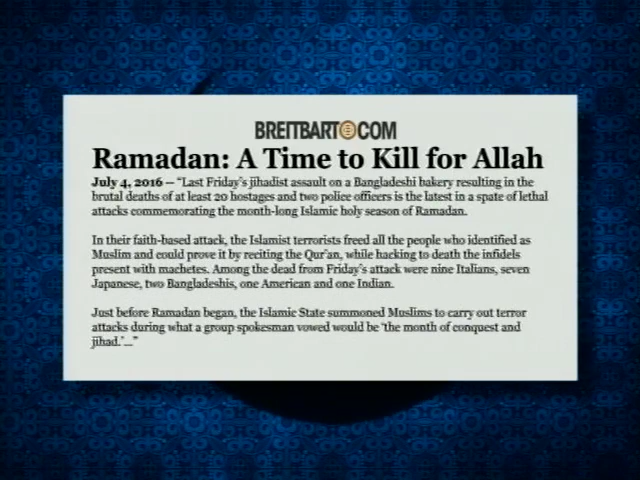 BREITBART.COM
Ramadan: A Time to Kill for Allah
July 4, 2016 — “Last Friday’s jihadist assault on a Bangladeshi bakery resulting in the
brutal deaths of at least 20 hostages and two police officers is the latest in a spate of lethal
attacks commemorating the month-long Islamic holy season of Ramadan.
In their faith-based attack, the Islamist terrorists freed all the people who identified as
Muslim and could prove it by reciting the Qur’an, while hacking to death the infidels
present with machetes. Among the dead from Friday’s attack were nine Italians, seven
Japanese, two Bangladeshis, one American and one Indian.
Just before Ramadan began, the Islamic State summoned Muslims to carry out terror
attacks during what a group spokesman vowed would be ‘the month of conquest and
jihad.’...”